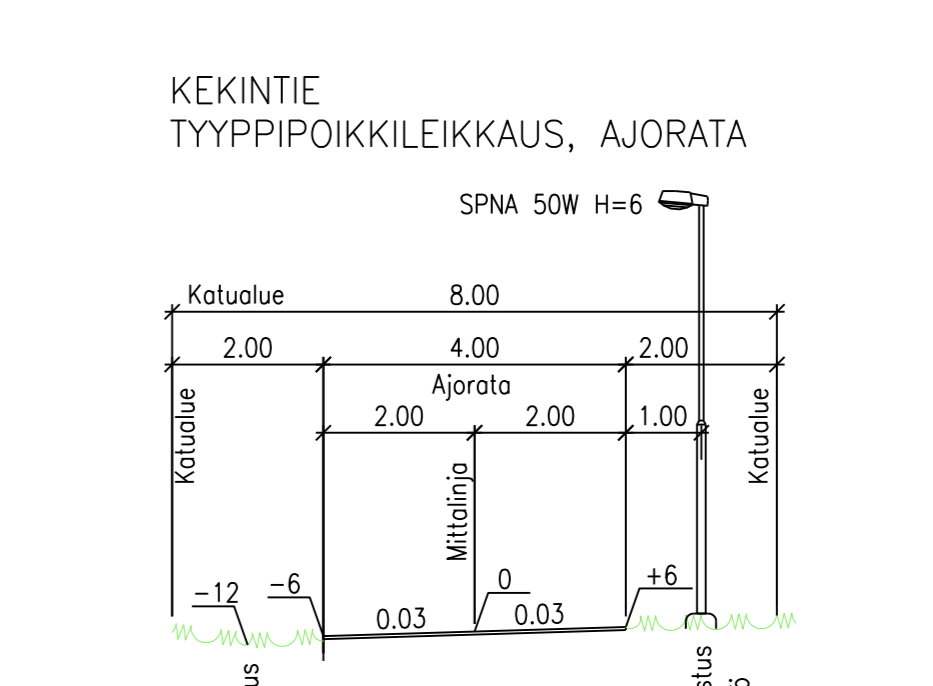 KEKINTIE
TYYPPIPOIKKILEIKKAUS, AJORATA
SPNA 50W H=6
Katualue 8.00
2.00 4.00 2.00
Ajorata
2.00 2.00 1.00
Katualue
Mittalinja
Katualue
-12 -6 0 +6
0.03 0.03